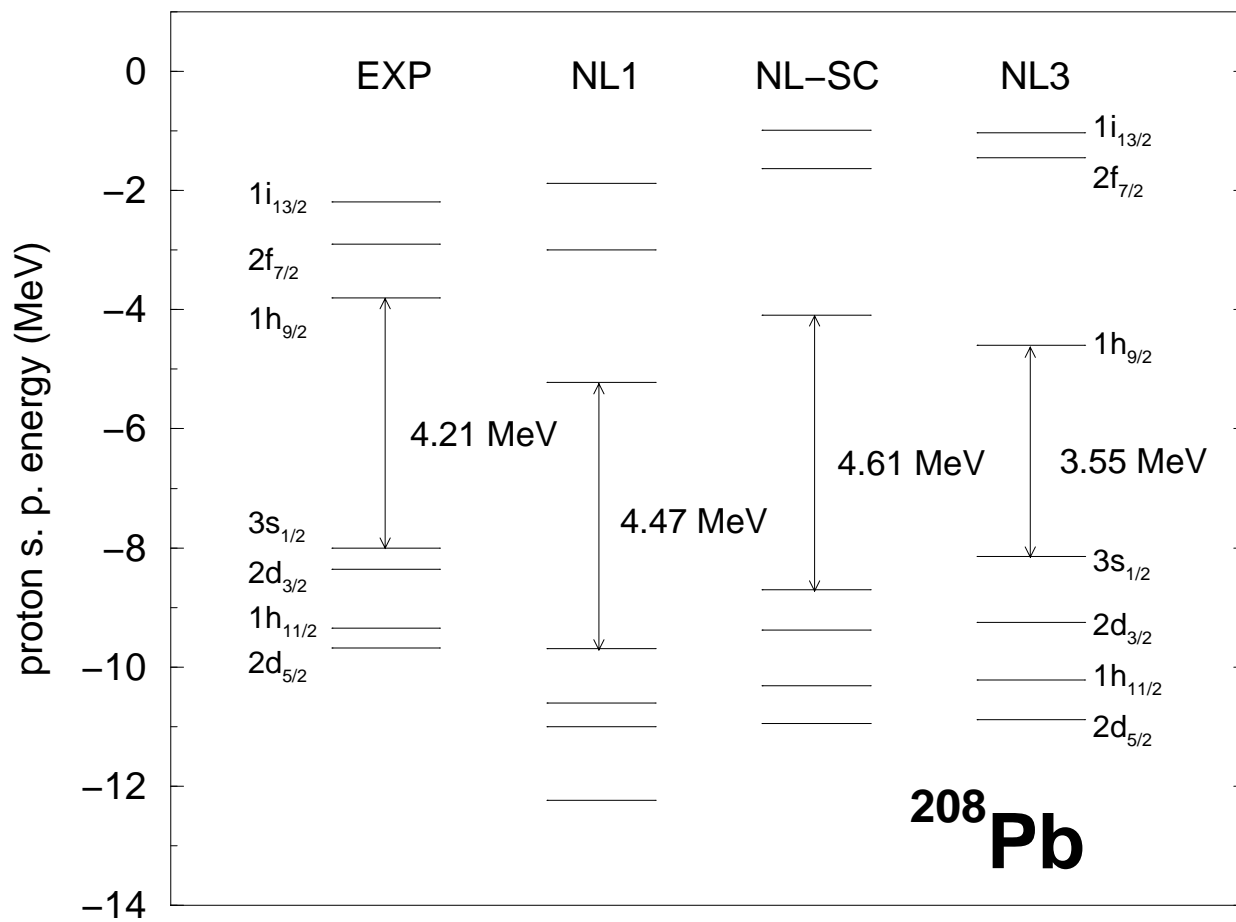 proton s. p. energy (MeV)
0
−2
−4
−6
−8
−10
−12
−14
EXP NL1 NL−SC NL3
1i13/2
2f7/2
1h9/2
4.21 MeV
3s1/2
2d3/2
1h11/2
2d5/2
4.47 MeV
4.61 MeV
1i13/2
2f7/2
1h9/2
3.55 MeV
3s1/2
2d3/2
1h11/2
2d5/2
208Pb